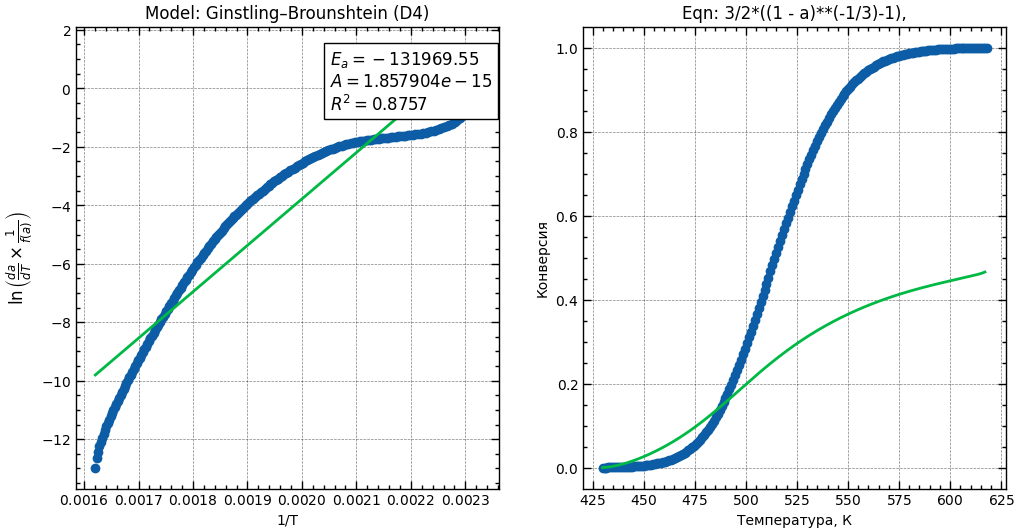 Model: Ginstling–Brounshtein (D4)
E_a = −131969.55
A = 1.857904e − 15
R² = 0.8757
2
0
−2
−4
−6
−8
−10
−12
ln(da/dT × 1/f(a))
0.0016 0.0017 0.0018 0.0019 0.0020 0.0021 0.0022 0.0023
1/T
Eqn: 3/2*((1 - a)**(-1/3)-1),
1.0
0.8
0.6
0.4
0.2
0.0
Конверсия
425 450 475 500 525 550 575 600 625
Температура, К